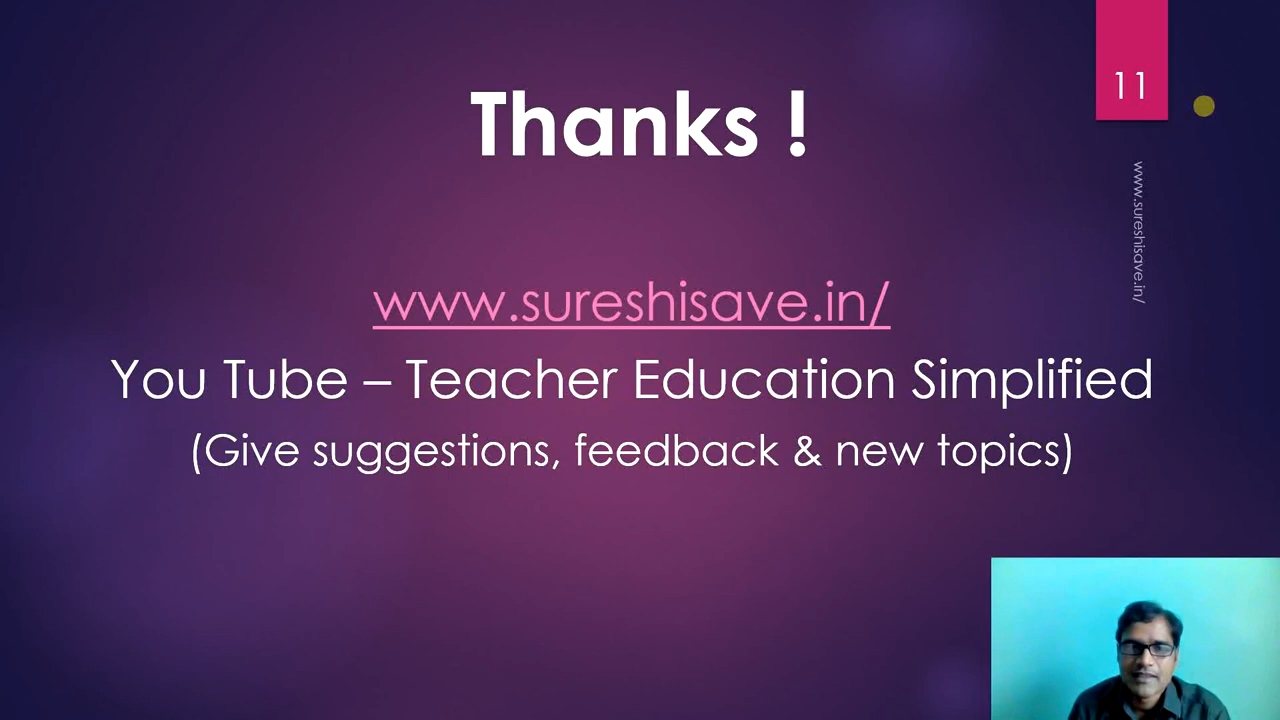 11
Thanks !
www.sureshisave.in/
www.sureshisave.in/
You Tube – Teacher Education Simplified
(Give suggestions, feedback & new topics)